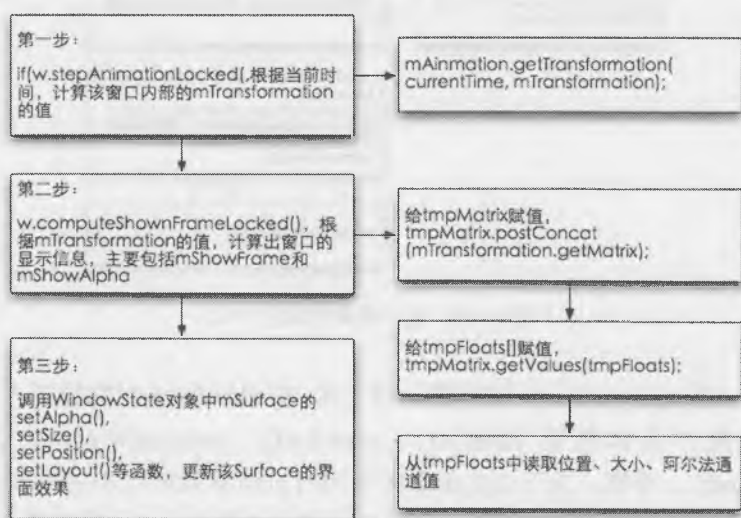 第一步：
if(w.stepAnimationLocked(,根据当前时
间，计算该窗口内部的mTransformation
的值
mAinmation.getTransformation(
currentTime, mTransformation);
第二步：
w.computeShownFrameLocked()，根
据mTransformation的值，计算出窗口的
显示信息，主要包括mShowFrame和
mShowAlpha
给tmpMatrix赋值，
tmpMatrix.postConcat
(mTransformation.getMatrix);
第三步：
调用WindowState对象中mSurface的
setAlpha(),
setSize(),
setPosition(),
setLayout()等函数，更新该Surface的界
面效果
给tmpFloats[]赋值，
tmpMatrix.getValues(tmpFloats);
从tmpFloats中读取位置、大小、阿尔法通
道值